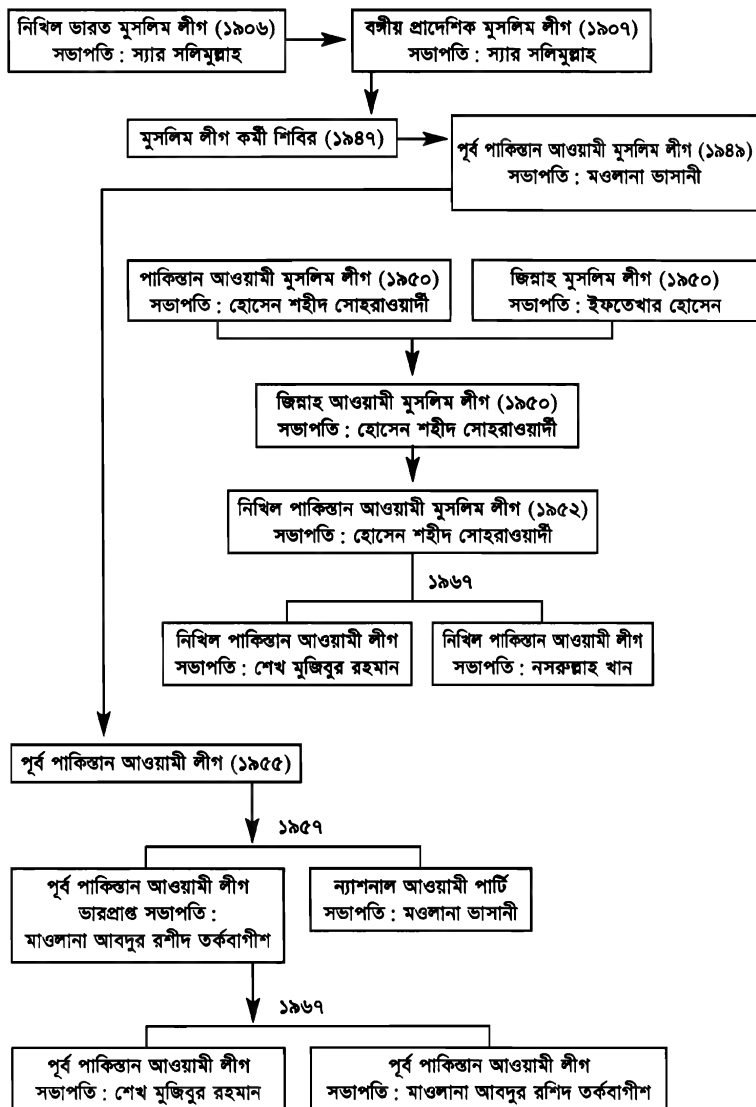 নিখিল ভারত মুসলিম লীগ (১৯০৬)
সভাপতি : স্যার সলিমুল্লাহ
বঙ্গীয় প্রাদেশিক মুসলিম লীগ (১৯০৭)
সভাপতি : স্যার সলিমুল্লাহ
মুসলিম লীগ কর্মী শিবির (১৯৪৭)
পূর্ব পাকিস্তান আওয়ামী মুসলিম লীগ (১৯৪৯)
সভাপতি : মওলানা ভাসানী
পাকিস্তান আওয়ামী মুসলিম লীগ (১৯৫০)
সভাপতি : হোসেন শহীদ সোহরাওয়ার্দী
জিন্নাহ মুসলিম লীগ (১৯৫০)
সভাপতি : ইফতেখার হোসেন
জিন্নাহ আওয়ামী মুসলিম লীগ (১৯৫০)
সভাপতি : হোসেন শহীদ সোহরাওয়ার্দী
নিখিল পাকিস্তান আওয়ামী মুসলিম লীগ (১৯৫২)
সভাপতি : হোসেন শহীদ সোহরাওয়ার্দী
১৯৬৭
নিখিল পাকিস্তান আওয়ামী লীগ
সভাপতি : শেখ মুজিবুর রহমান
নিখিল পাকিস্তান আওয়ামী লীগ
সভাপতি : নসরুল্লাহ খান
পূর্ব পাকিস্তান আওয়ামী লীগ (১৯৫৫)
১৯৫৭
পূর্ব পাকিস্তান আওয়ামী লীগ
ভারপ্রাপ্ত সভাপতি :
মাওলানা আবদুর রশীদ তর্কবাগীশ
ন্যাশনাল আওয়ামী পার্টি
সভাপতি : মওলানা ভাসানী
১৯৬৭
পূর্ব পাকিস্তান আওয়ামী লীগ
সভাপতি : শেখ মুজিবুর রহমান
পূর্ব পাকিস্তান আওয়ামী লীগ
সভাপতি : মাওলানা আবদুর রশিদ তর্কবাগীশ